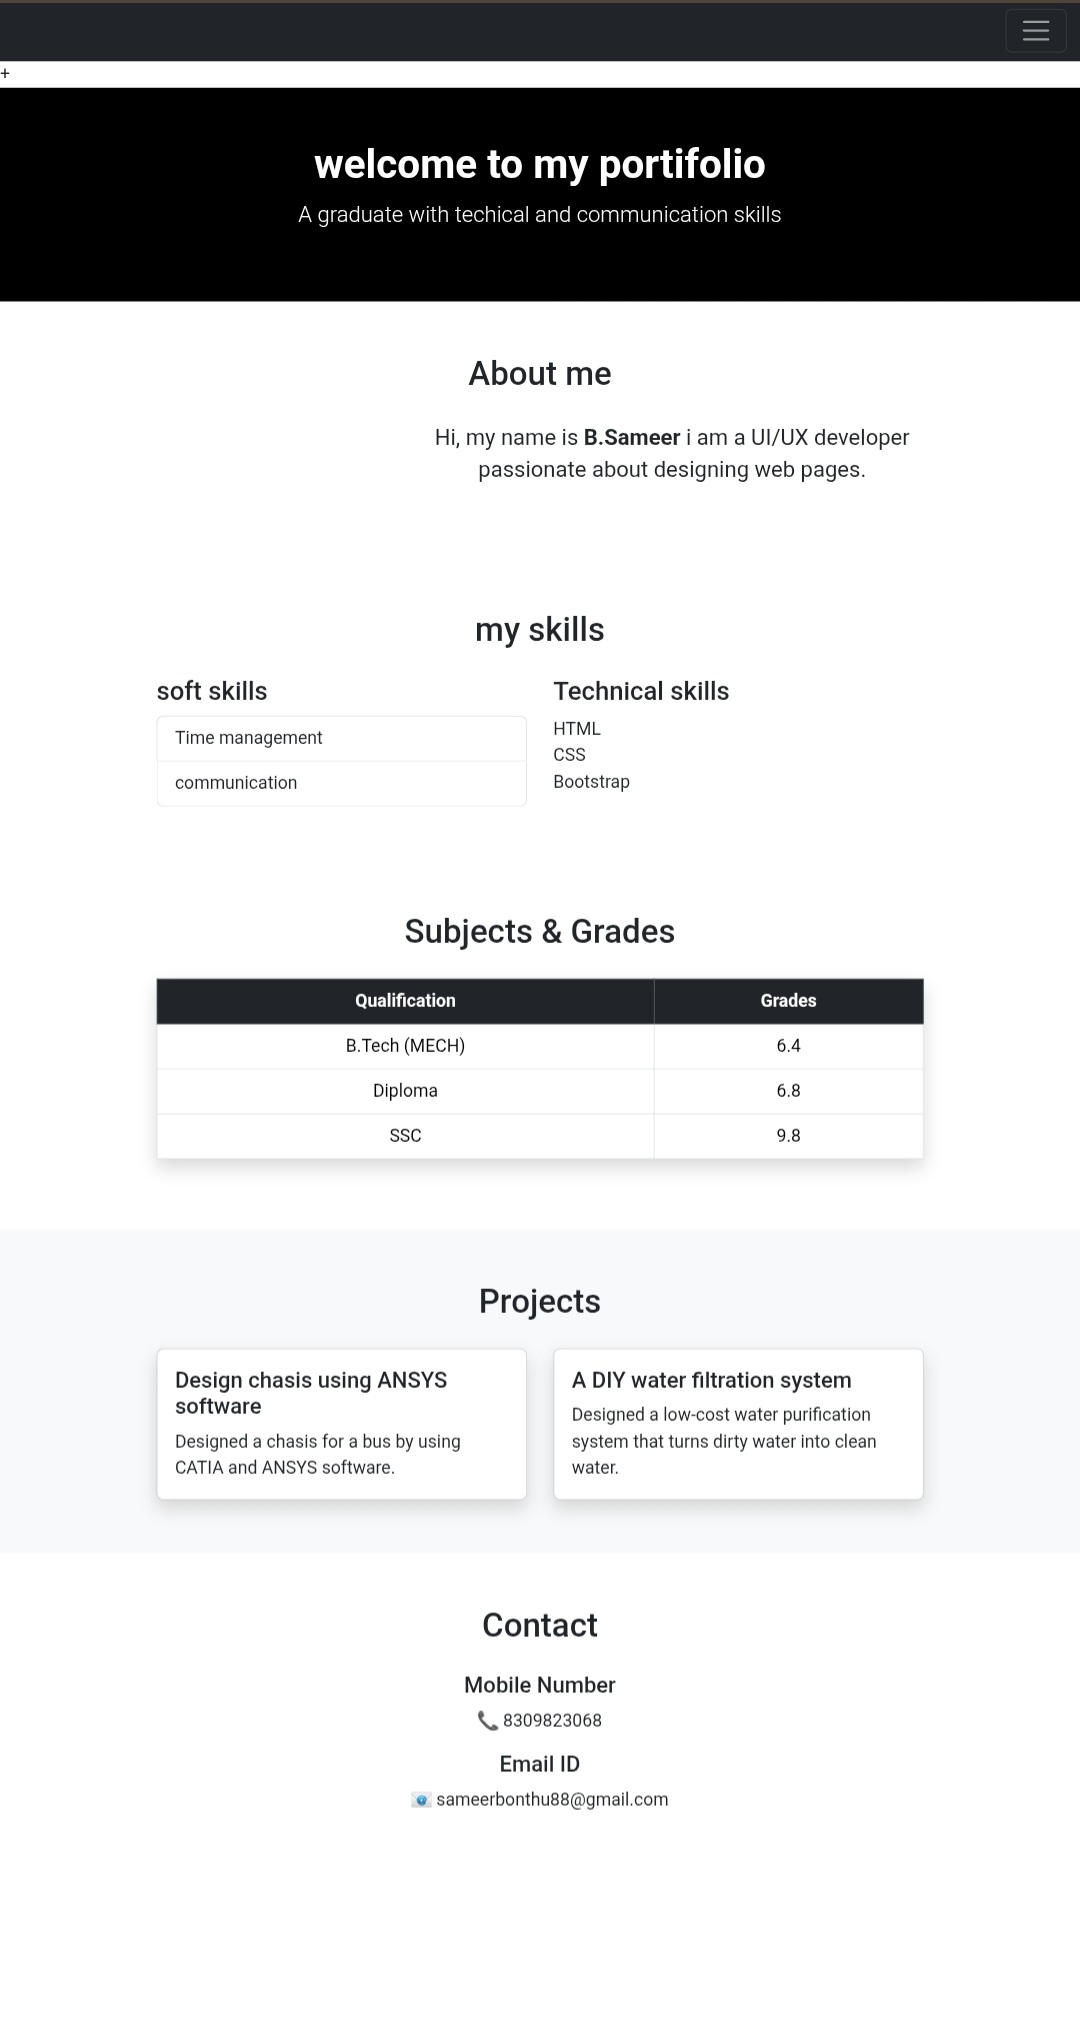 +
welcome to my portifolio
A graduate with techical and communication skills
About me
Hi, my name is B.Sameer i am a UI/UX developer
passionate about designing web pages.
my skills
soft skills
Time management
communication
Technical skills
HTML
CSS
Bootstrap
Subjects & Grades
Qualification Grades
B.Tech (MECH) 6.4
Diploma 6.8
SSC 9.8
Projects
Design chasis using ANSYS
software
Designed a chasis for a bus by using
CATIA and ANSYS software.
A DIY water filtration system
Designed a low-cost water purification
system that turns dirty water into clean
water.
Contact
Mobile Number
📞 8309823068
Email ID
📧 sameerbonthu88@gmail.com